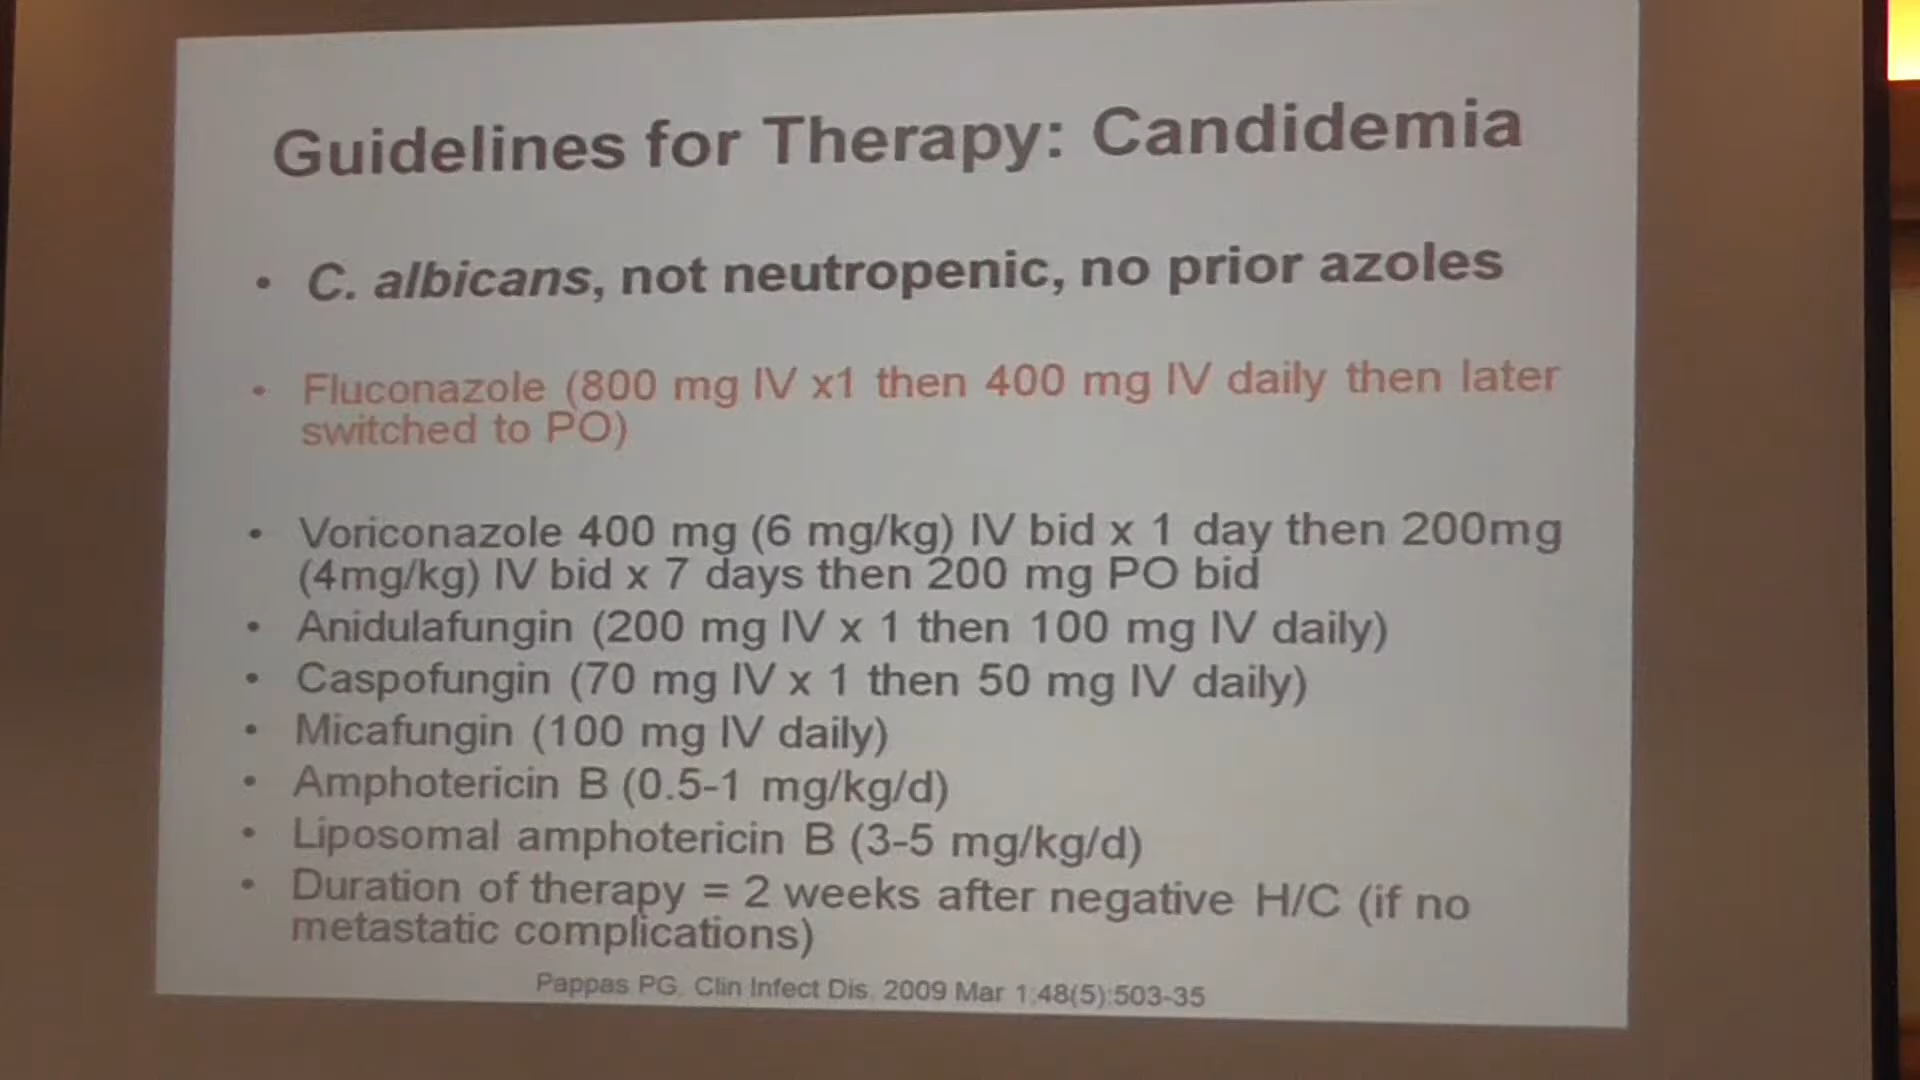 Guidelines for Therapy: Candidemia
• C. albicans, not neutropenic, no prior azoles
• Fluconazole (800 mg IV x1 then 400 mg IV daily then later
switched to PO)
• Voriconazole 400 mg (6 mg/kg) IV bid x 1 day then 200mg
(4mg/kg) IV bid x 7 days then 200 mg PO bid
• Anidulafungin (200 mg IV x 1 then 100 mg IV daily)
• Caspofungin (70 mg IV x 1 then 50 mg IV daily)
• Micafungin (100 mg IV daily)
• Amphotericin B (0.5-1 mg/kg/d)
• Liposomal amphotericin B (3-5 mg/kg/d)
• Duration of therapy = 2 weeks after negative H/C (if no
metastatic complications)
Pappas PG. Clin Infect Dis. 2009 Mar 1:48(5):503-35